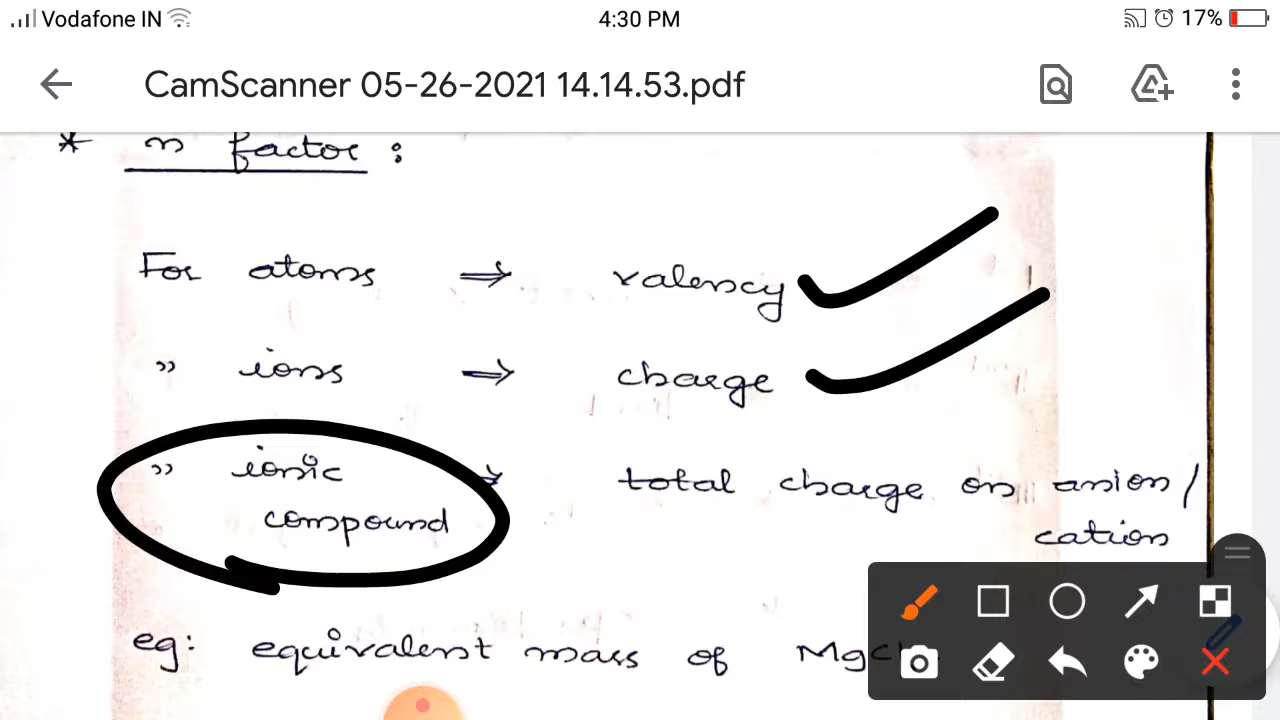 Vodafone IN 4:30 PM 17%
CamScanner 05-26-2021 14.14.53.pdf
* n factor :
For atoms ⇒ valency
" ions ⇒ charge
" ionic ⇒ total charge on anion/
compound cation
eg: equivalent mass of